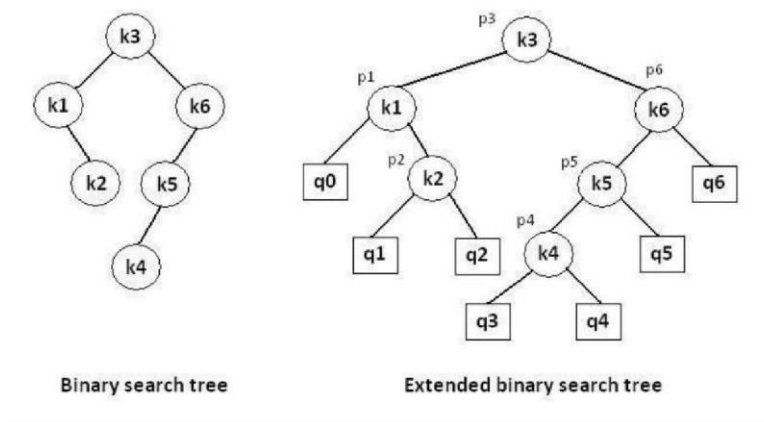 k3
k1
k6
k2
k5
k4
Binary search tree
p3
k3
p1
p6
k1
k6
p2
p5
q0
k2
k5
q6
p4
q1
q2
k4
q5
q3
q4
Extended binary search tree